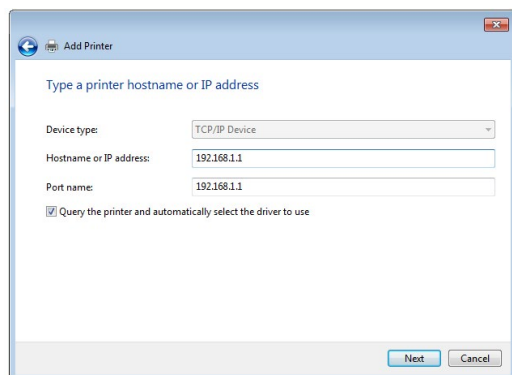 Add Printer
Type a printer hostname or IP address
Device type: TCP/IP Device
Hostname or IP address: 192.168.1.1
Port name: 192.168.1.1
Query the printer and automatically select the driver to use
Next Cancel